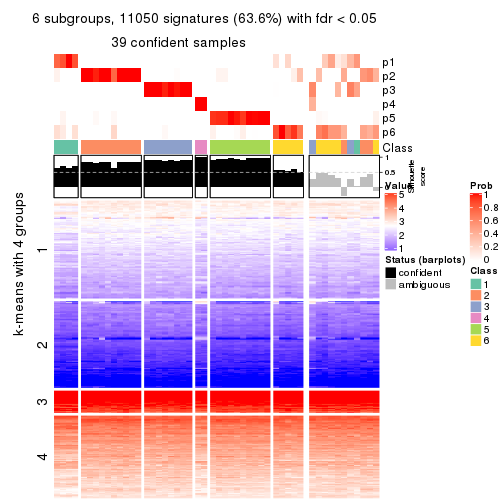 6 subgroups, 11050 signatures (63.6%) with fdr < 0.05
39 confident samples
p1
p2
p3
p4
p5
p6
Class
1
0.5
0
Silhouette
score
k-means with 4 groups
1
2
3
4
Value
5
4
3
2
1
Status (barplots)
confident
ambiguous
Prob
1
0.8
0.6
0.4
0.2
0
Class
1
2
3
4
5
6